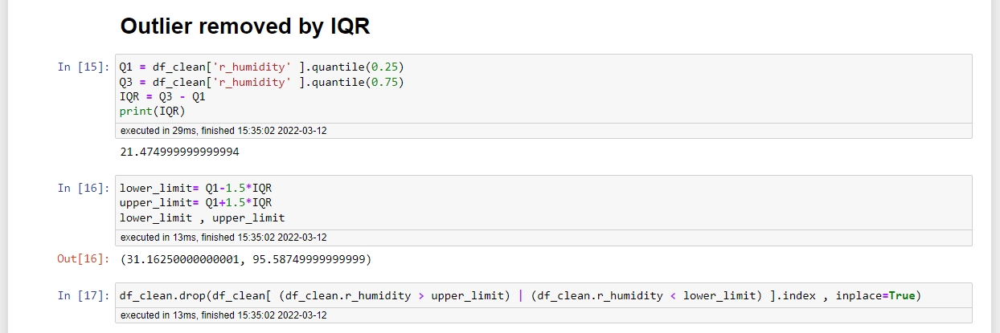 Outlier removed by IQR
In [15]: Q1 = df_clean['r_humidity' ].quantile(0.25)
Q3 = df_clean['r_humidity' ].quantile(0.75)
IQR = Q3 - Q1
print(IQR)
executed in 29ms, finished 15:35:02 2022-03-12
21.474999999999994
In [16]: lower_limit= Q1-1.5*IQR
upper_limit= Q1+1.5*IQR
lower_limit , upper_limit
executed in 13ms, finished 15:35:02 2022-03-12
Out[16]: (31.16250000000001, 95.58749999999999)
In [17]: df_clean.drop(df_clean[ (df_clean.r_humidity > upper_limit) | (df_clean.r_humidity < lower_limit) ].index , inplace=True)
executed in 13ms, finished 15:35:02 2022-03-12